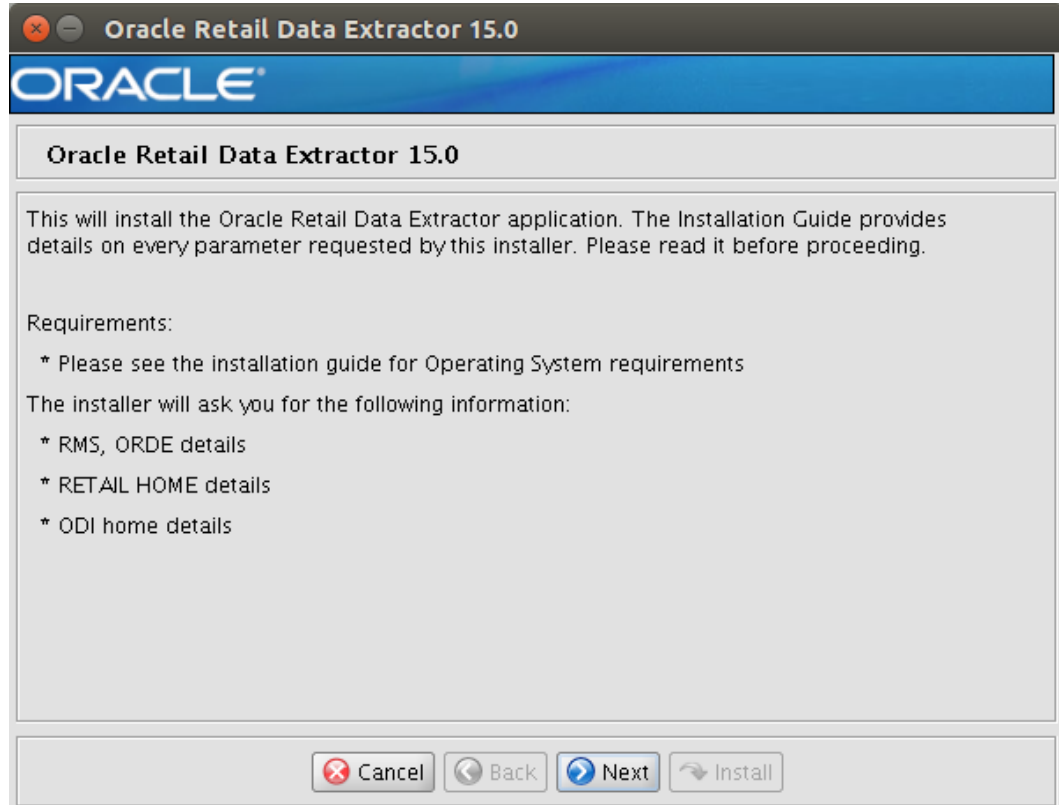 Oracle Retail Data Extractor 15.0
ORACLE®
Oracle Retail Data Extractor 15.0
This will install the Oracle Retail Data Extractor application. The Installation Guide provides
details on every parameter requested by this installer. Please read it before proceeding.
Requirements:
* Please see the installation guide for Operating System requirements
The installer will ask you for the following information:
* RMS, ORDE details
* RETAIL HOME details
* ODI home details
Cancel Back Next Install